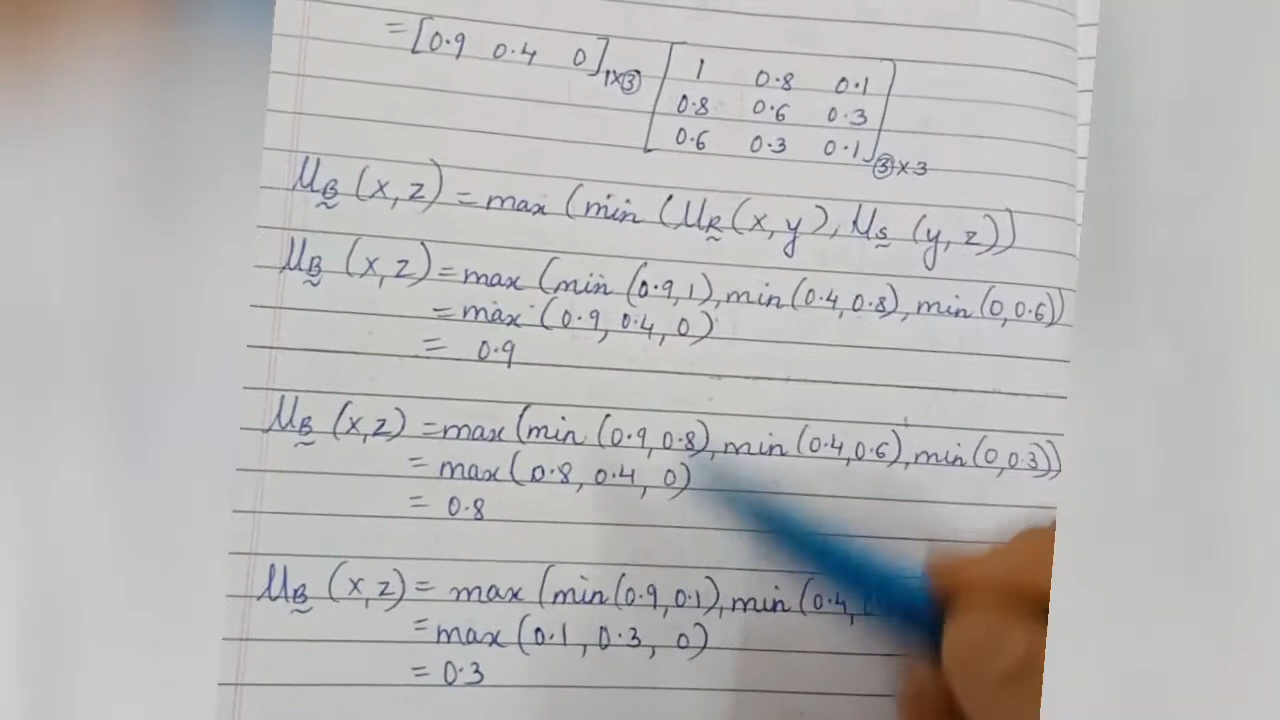 = [0.9 0.4 0]1×③ [1 0.8 0.1
0.8 0.6 0.3
0.6 0.3 0.1]③×3
μB̰ (x,z) = max (min (μR̰(x,y), μS̰ (y,z))
μB̰ (x,z) = max (min (0.9,1), min(0.4,0.8), min(0,0.6))
= max (0.9, 0.4, 0)
= 0.9
μB̰ (x,z) = max (min (0.9,0.8), min(0.4,0.6), min(0,0.3))
= max(0.8, 0.4, 0)
= 0.8
μB̰ (x,z) = max (min(0.9,0.1), min (0.4,
= max (0.1, 0.3, 0)
= 0.3